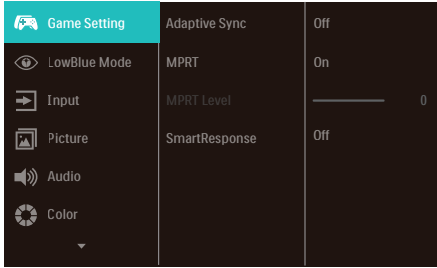 Game Setting Adaptive Sync Off
LowBlue Mode MPRT On
Input MPRT Level 0
Picture SmartResponse Off
Audio
Color